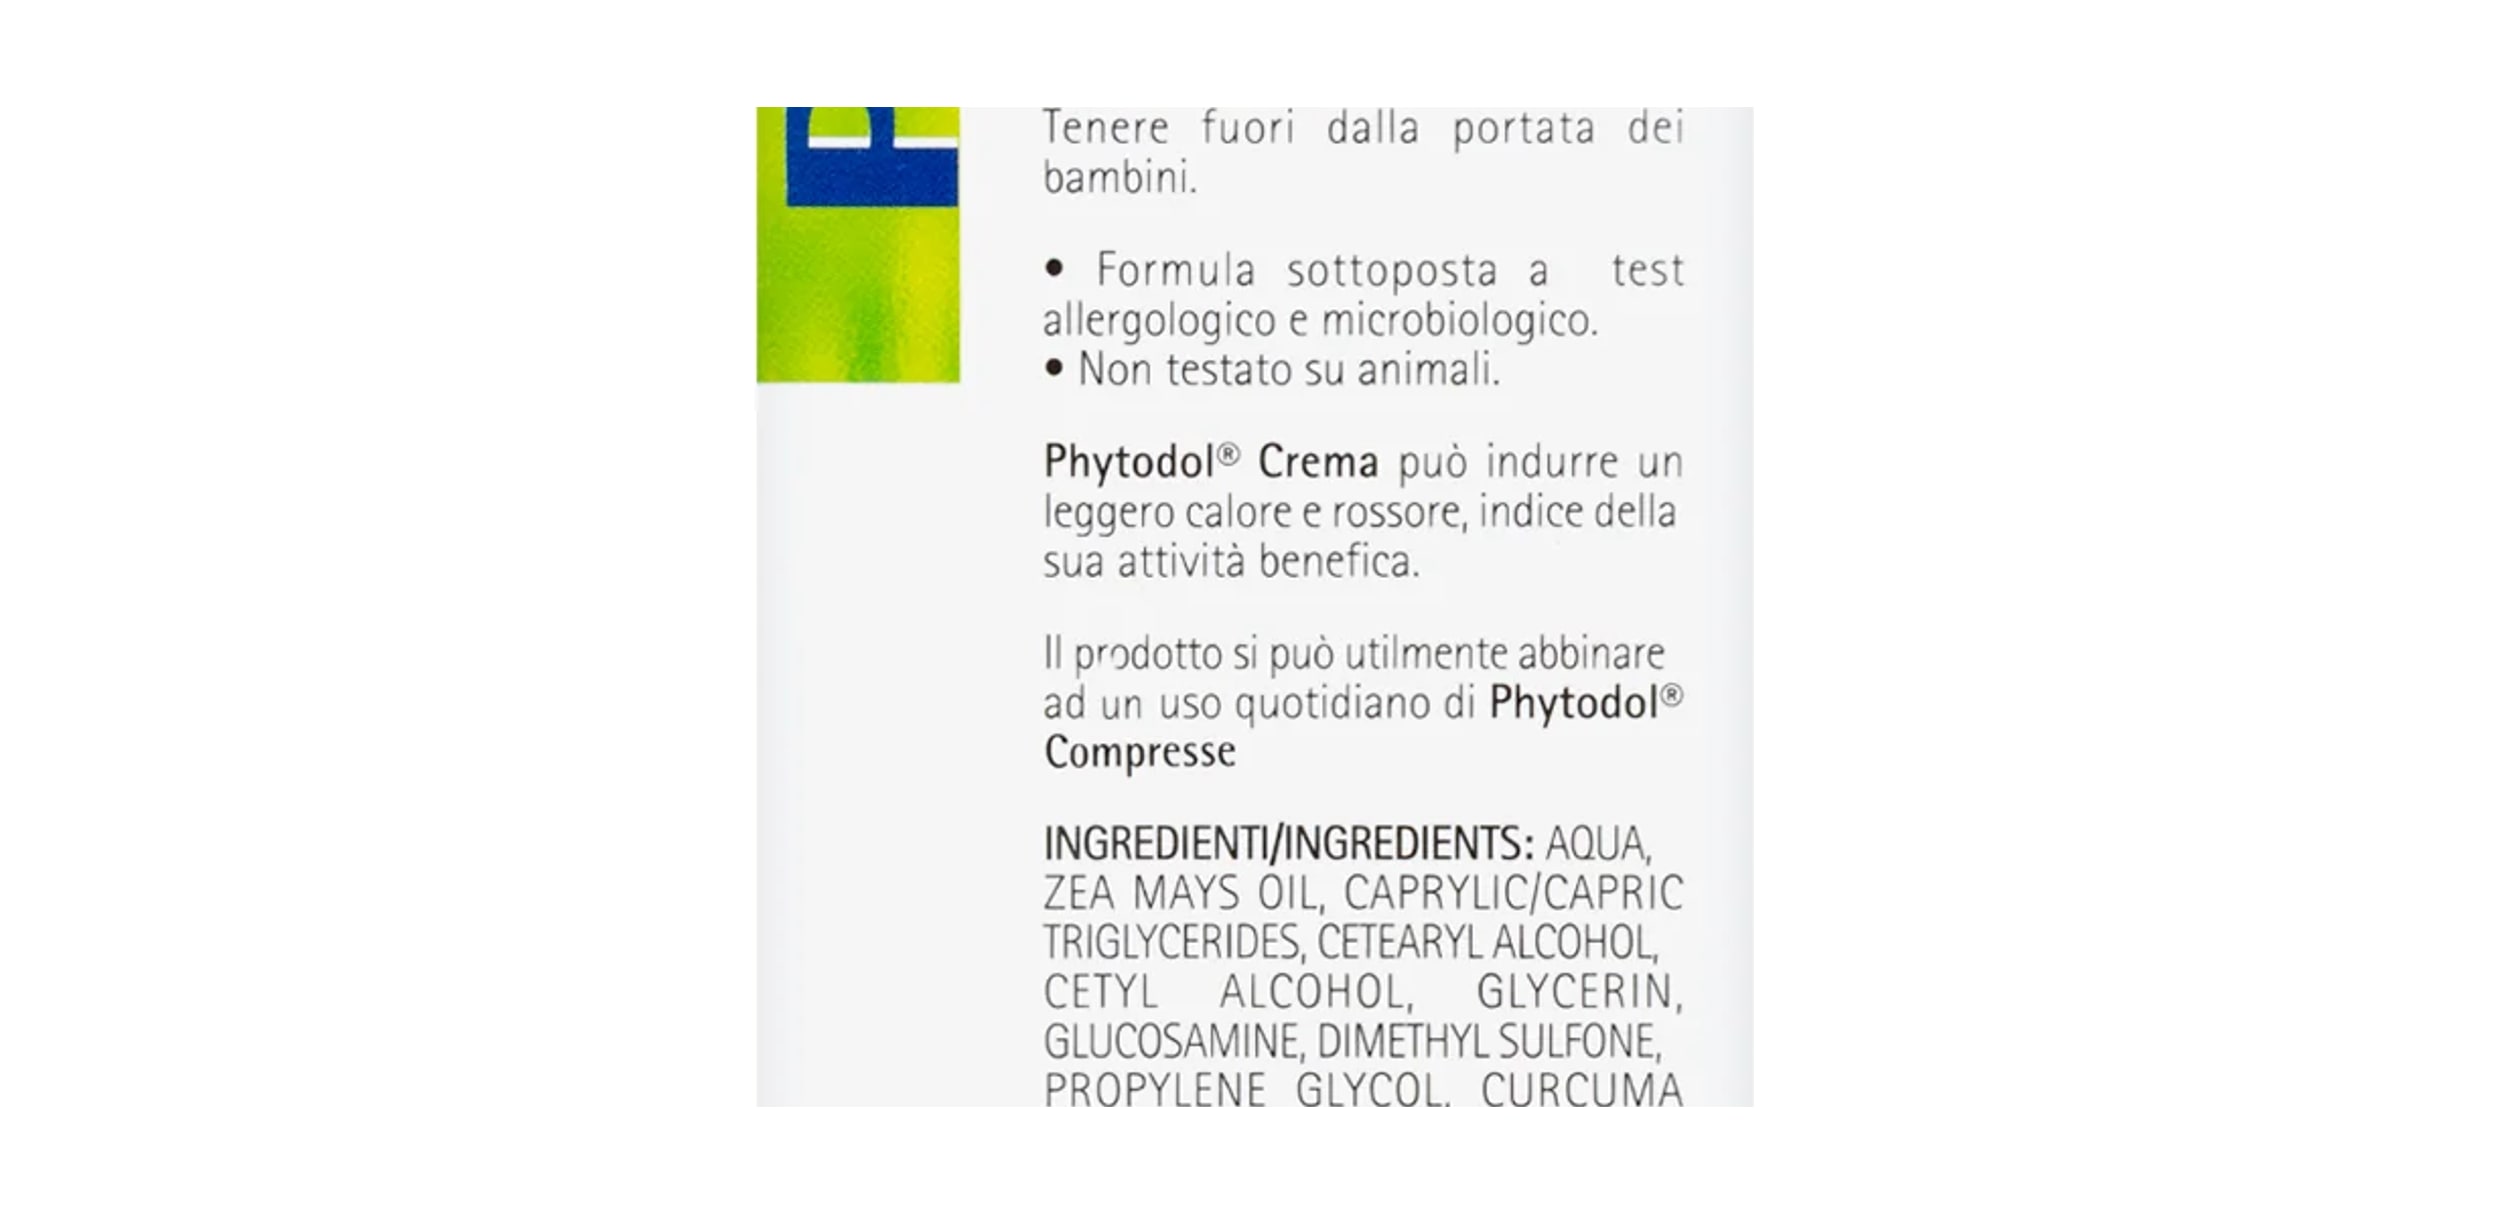 P
Tenere fuori dalla portata dei
bambini.
• Formula sottoposta a test
allergologico e microbiologico.
• Non testato su animali.
Phytodol® Crema può indurre un
leggero calore e rossore, indice della
sua attività benefica.
Il prodotto si può utilmente abbinare
ad un uso quotidiano di Phytodol®
Compresse
INGREDIENTI/INGREDIENTS: AQUA,
ZEA MAYS OIL, CAPRYLIC/CAPRIC
TRIGLYCERIDES, CETEARYL ALCOHOL,
CETYL ALCOHOL, GLYCERIN,
GLUCOSAMINE, DIMETHYL SULFONE,
PROPYLENE GLYCOL, CURCUMA